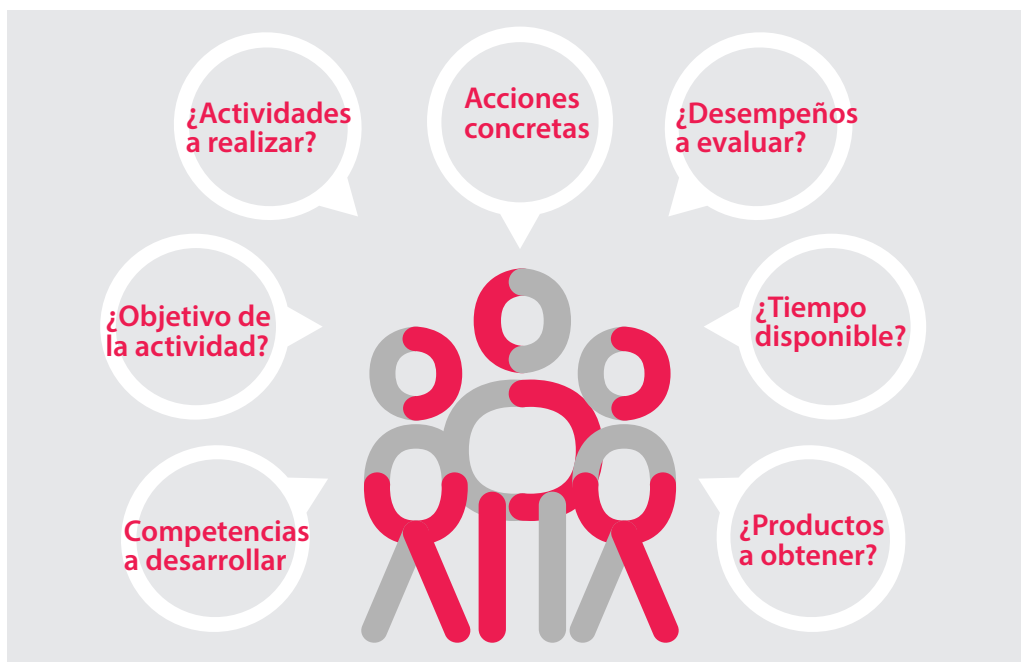 ¿Actividades
a realizar?
Acciones
concretas
¿Desempeños
a evaluar?
¿Objetivo de
la actividad?
¿Tiempo
disponible?
Competencias
a desarrollar
¿Productos
a obtener?